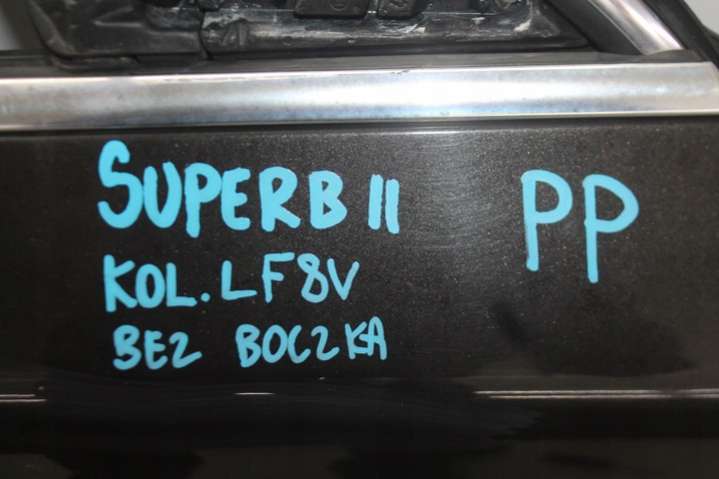 SUPERB II PP
KOL. LF8V
BEZ BOCZKA